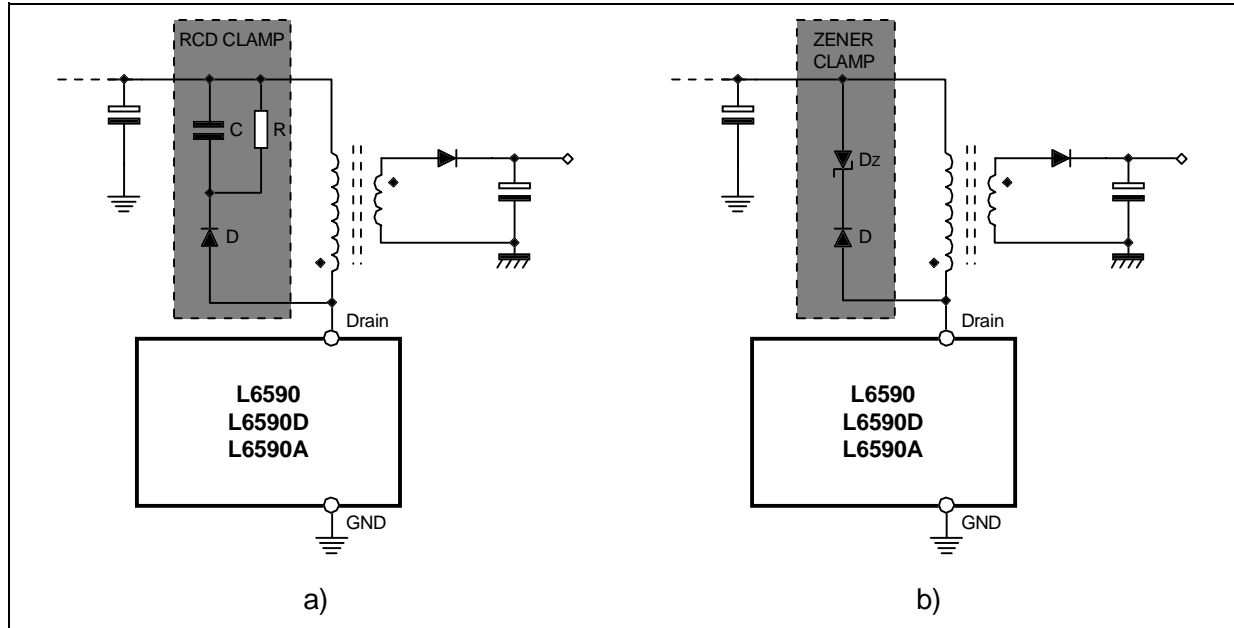 RCD CLAMP
C
R
D
Drain
L6590
L6590D
L6590A
GND
a)
ZENER
CLAMP
Dz
D
Drain
L6590
L6590D
L6590A
GND
b)